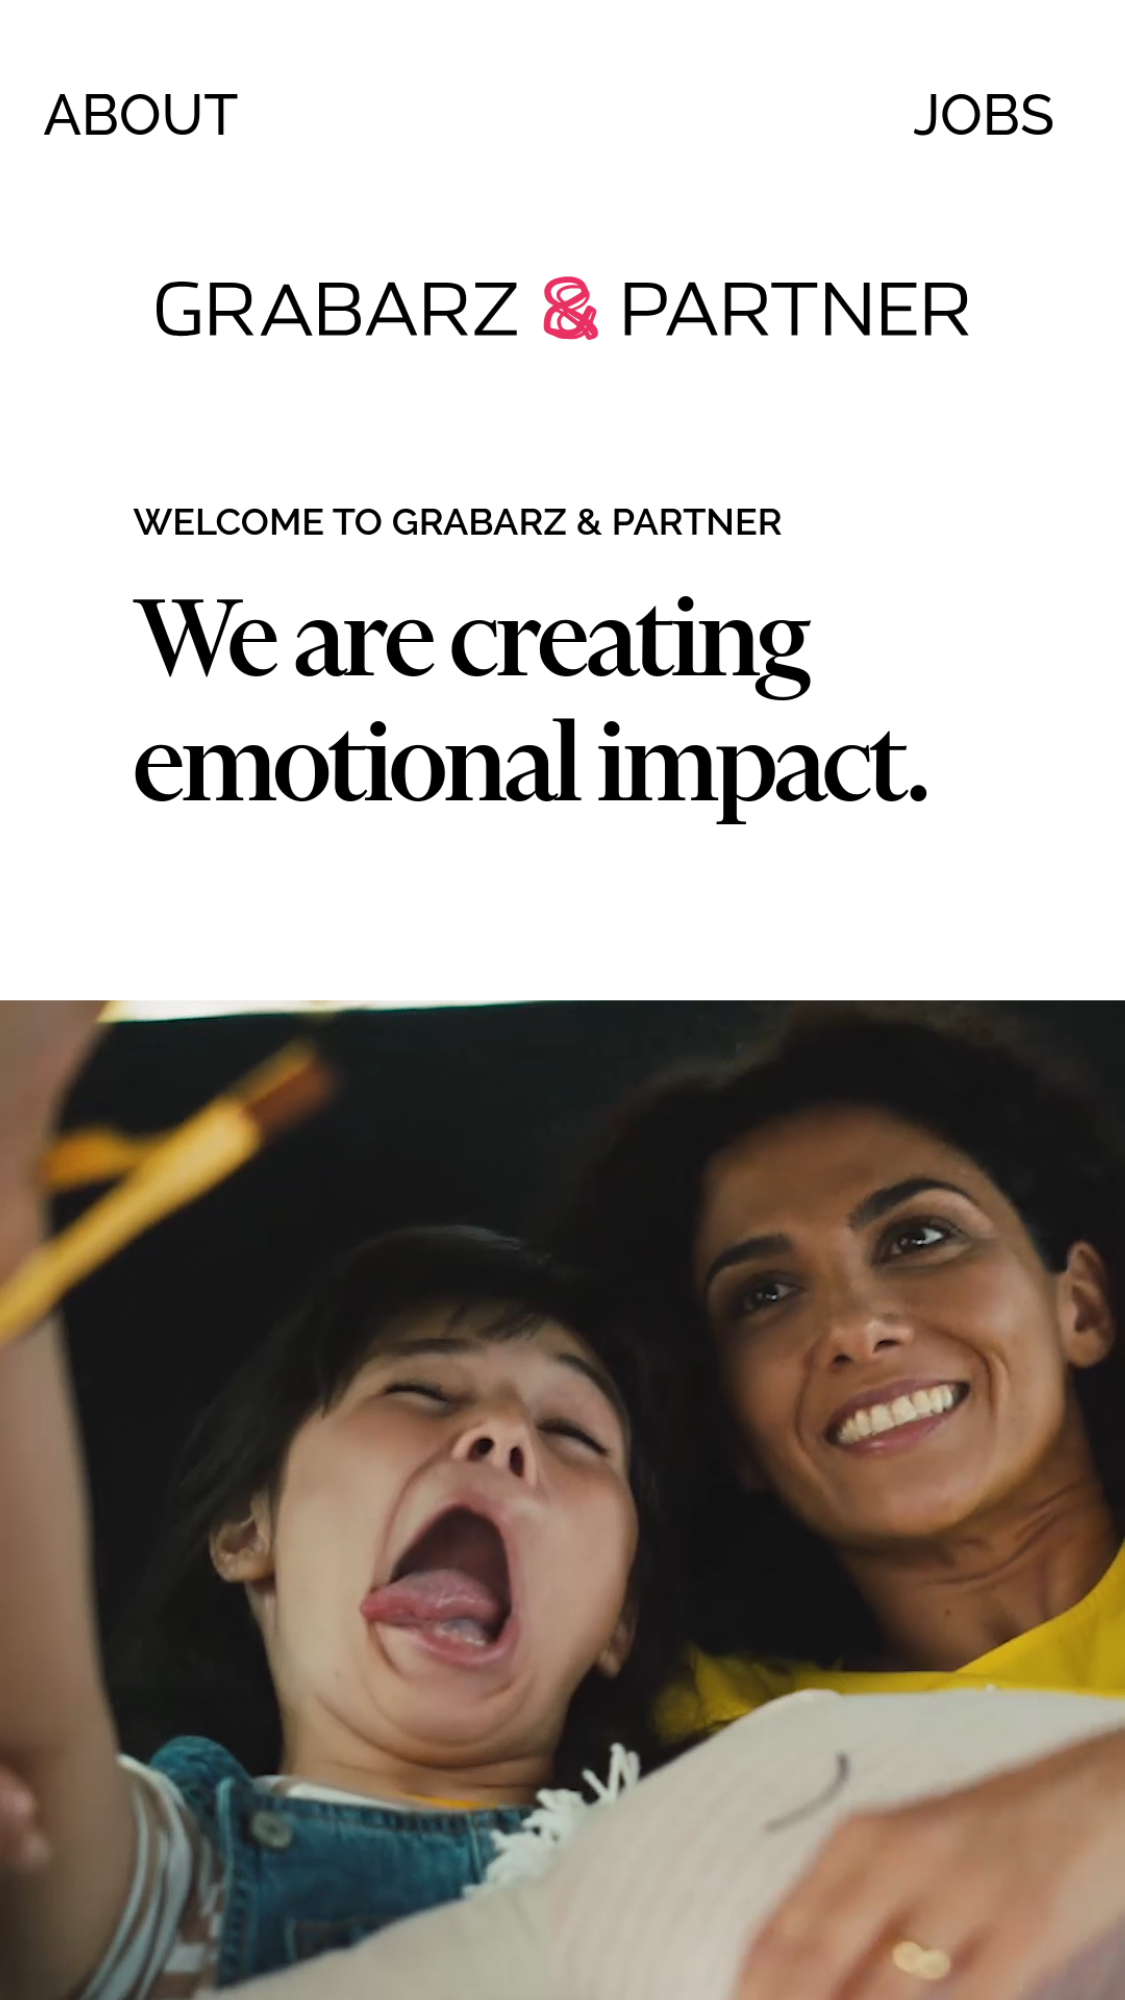 ABOUT
JOBS
GRABARZ & PARTNER
WELCOME TO GRABARZ & PARTNER
We are creating
emotional impact.